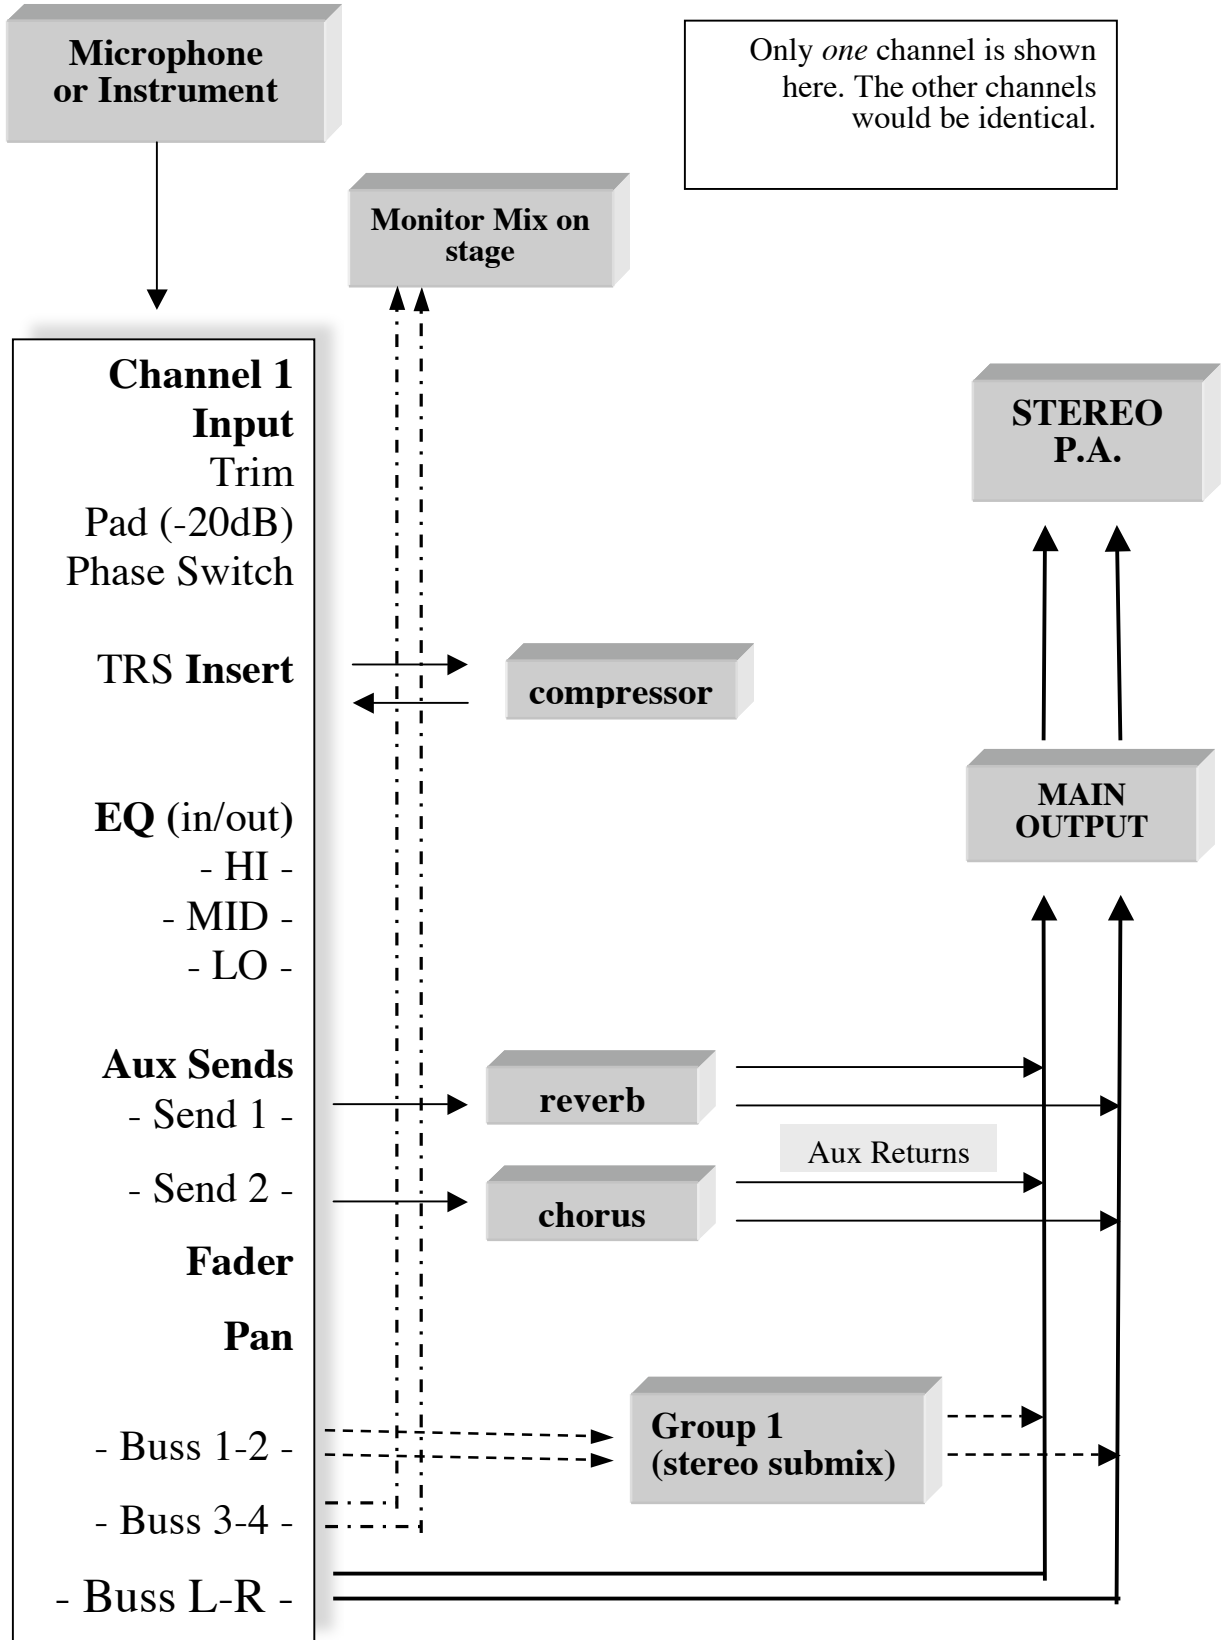 Microphone
or Instrument
Only one channel is shown
here. The other channels
would be identical.
Monitor Mix on
stage
Channel 1
Input
Trim
Pad (-20dB)
Phase Switch
TRS Insert
EQ (in/out)
- HI -
- MID -
- LO -
Aux Sends
- Send 1 -
- Send 2 -
Fader
Pan
- Buss 1-2 -
- Buss 3-4 -
- Buss L-R -
compressor
reverb
chorus
Aux Returns
Group 1
(stereo submix)
STEREO
P.A.
MAIN
OUTPUT